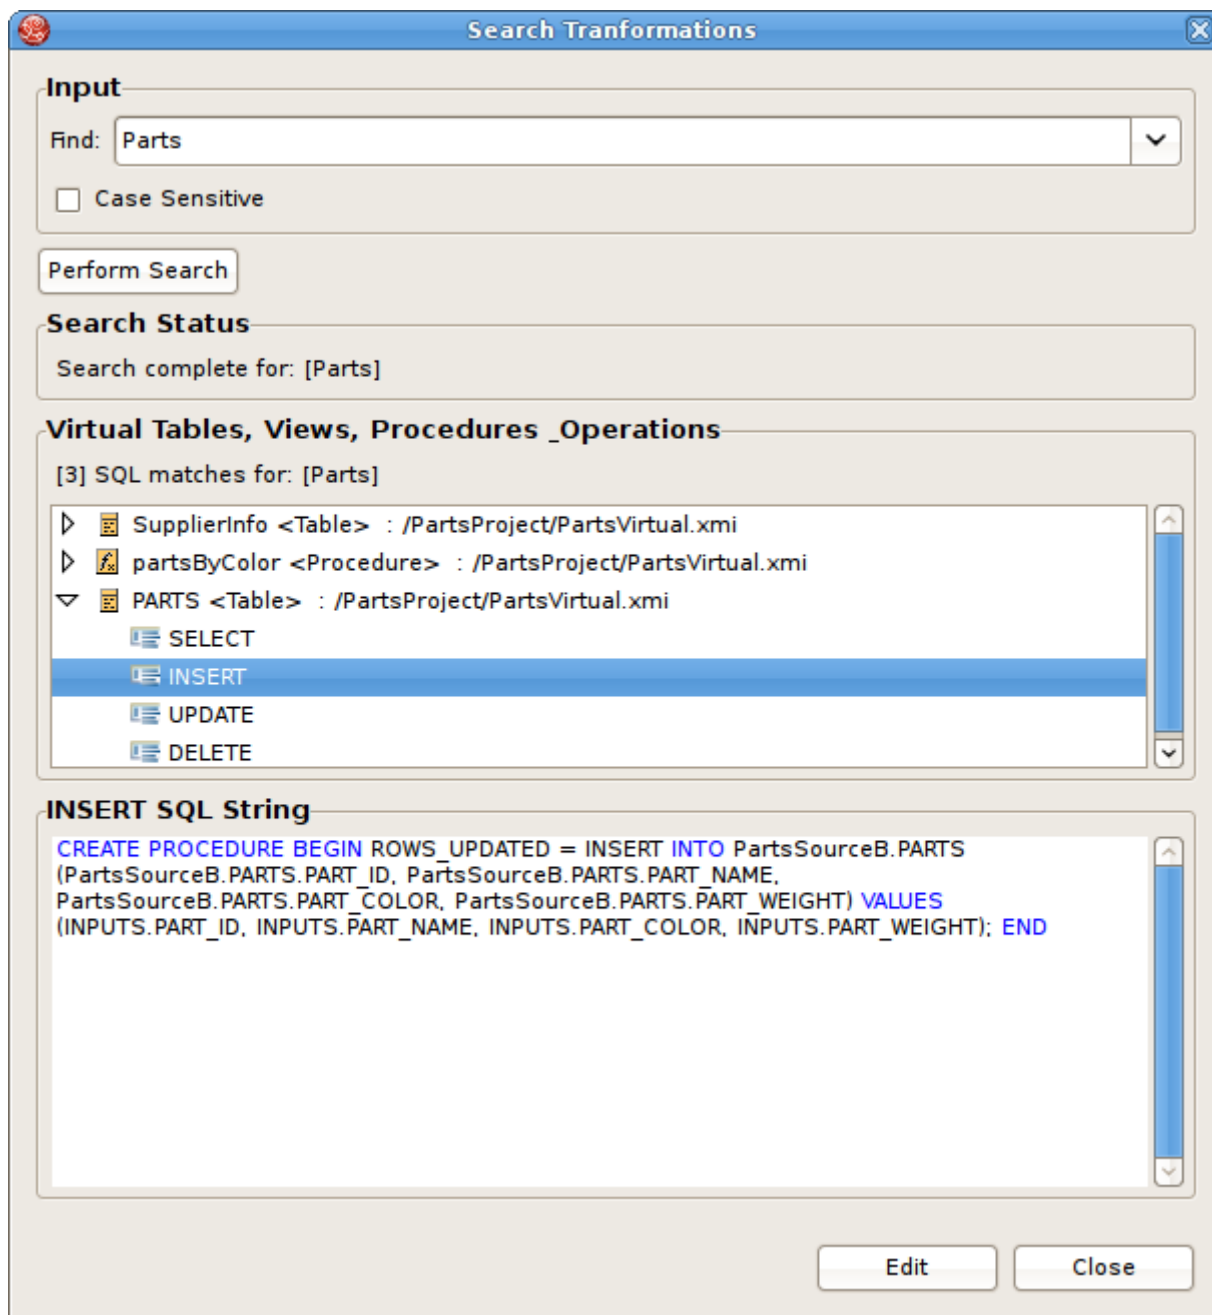 Search Tranformations
Input
Find: Parts
Case Sensitive
Perform Search
Search Status
Search complete for: [Parts]
Virtual Tables, Views, Procedures _Operations
[3] SQL matches for: [Parts]
SupplierInfo <Table> : /PartsProject/PartsVirtual.xmi
partsByColor <Procedure> : /PartsProject/PartsVirtual.xmi
PARTS <Table> : /PartsProject/PartsVirtual.xmi
SELECT
INSERT
UPDATE
DELETE
INSERT SQL String
CREATE PROCEDURE BEGIN ROWS_UPDATED = INSERT INTO PartsSourceB.PARTS
(PartsSourceB.PARTS.PART_ID, PartsSourceB.PARTS.PART_NAME,
PartsSourceB.PARTS.PART_COLOR, PartsSourceB.PARTS.PART_WEIGHT) VALUES
(INPUTS.PART_ID, INPUTS.PART_NAME, INPUTS.PART_COLOR, INPUTS.PART_WEIGHT); END
Edit Close